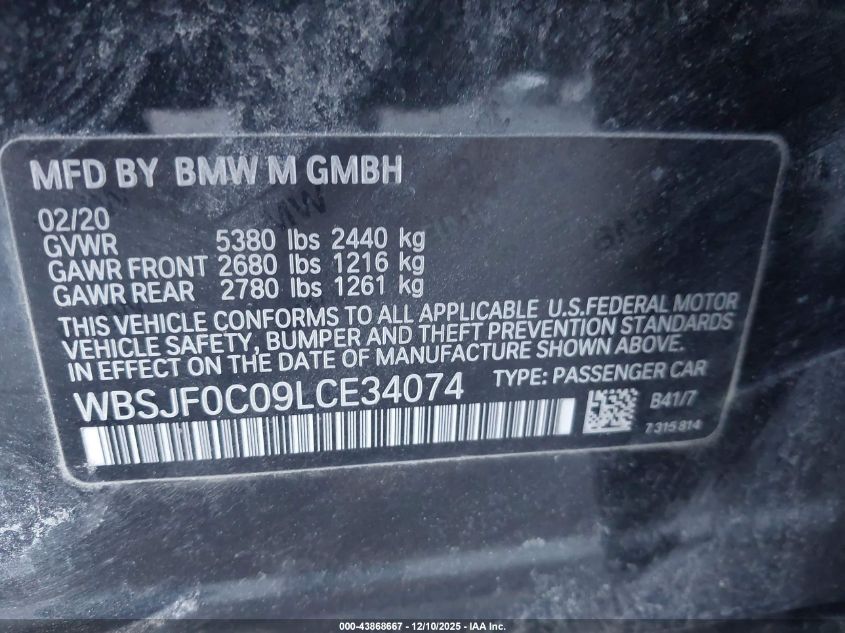 MFD BY BMW M GMBH
02/20
GVWR 5380 lbs 2440 kg
GAWR FRONT 2680 lbs 1216 kg
GAWR REAR 2780 lbs 1261 kg
THIS VEHICLE CONFORMS TO ALL APPLICABLE U.S.FEDERAL MOTOR
VEHICLE SAFETY, BUMPER AND THEFT PREVENTION STANDARDS
IN EFFECT ON THE DATE OF MANUFACTURE SHOWN ABOVE.
WBSJF0C09LCE34074 TYPE: PASSENGER CAR
B41/7
7 315 814
000-43868667 - 12/10/2025 - IAA Inc.